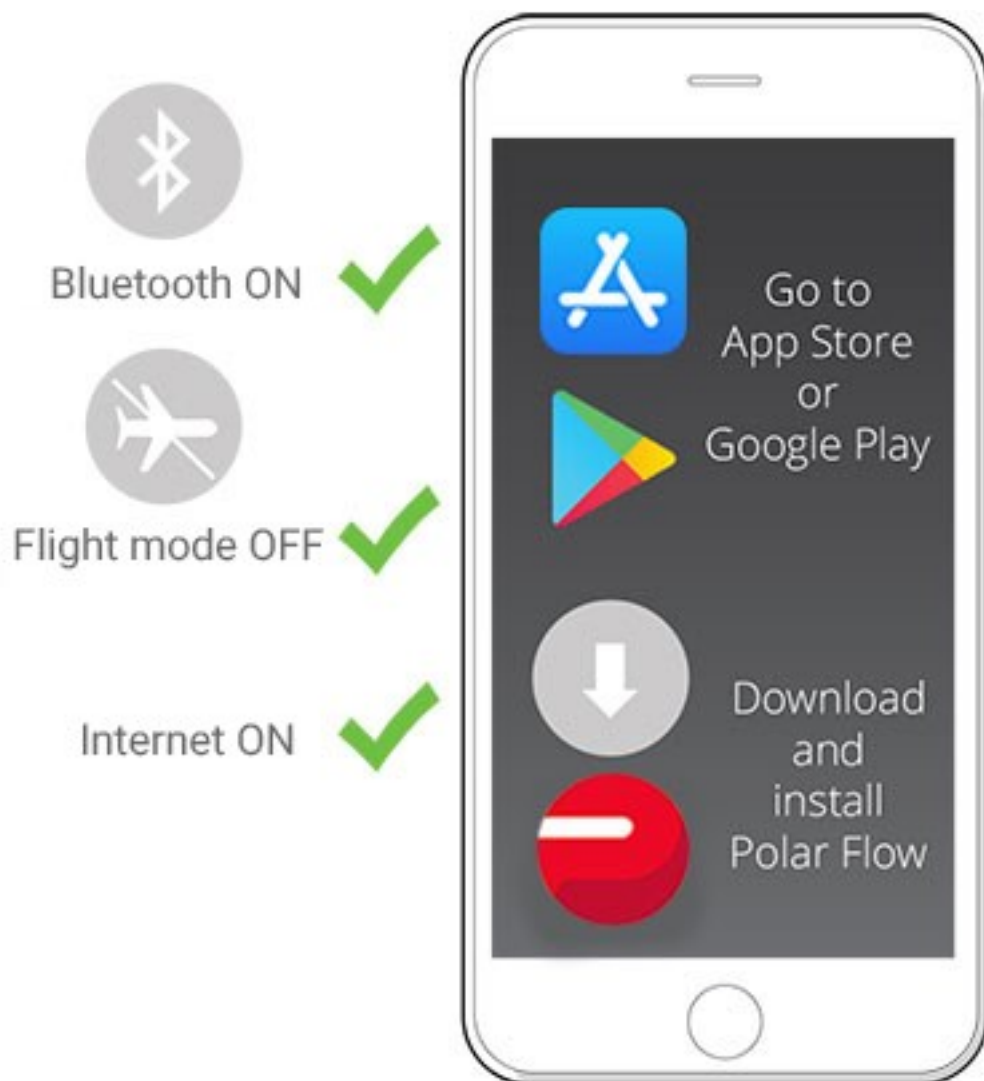 Bluetooth ON
Flight mode OFF
Internet ON
Go to
App Store
or
Google Play
Download
and
install
Polar Flow